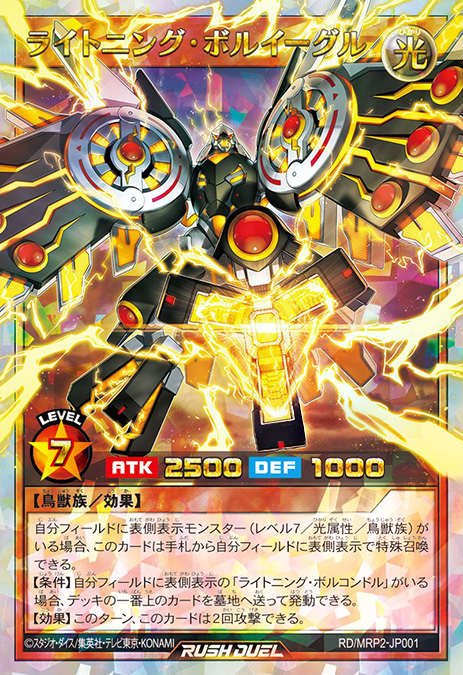 ライトニング・ボルイーグル
ひかり
光
LEVEL
7
ATK 2500 DEF 1000
【鳥獣族／効果】
自分フィールドに表側表示モンスター(レベル7／光属性／鳥獣族)が
いる場合、このカードは手札から自分フィールドに表側表示で特殊召喚
できる。
【条件】自分フィールドに表側表示の「ライトニング・ボルコンドル」がいる
場合、デッキの一番上のカードを墓地へ送って発動できる。
【効果】このターン、このカードは2回攻撃できる。
©スタジオ・ダイス/集英社・テレビ東京・KONAMI
RUSH DUEL
RD/MRP2-JP001